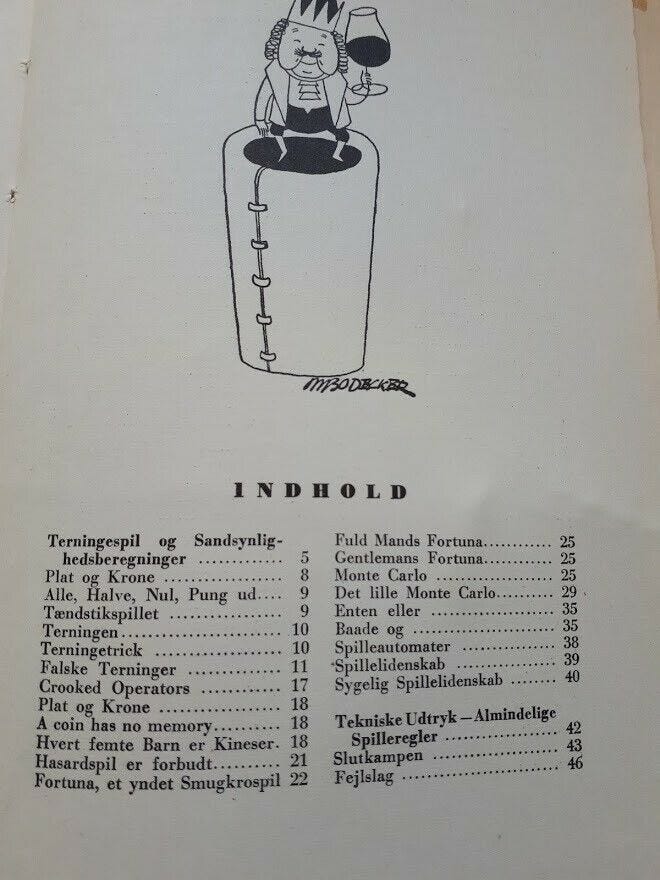 MBODECKER
INDHOLD
Terningespil og Sandsynlig-
hedsberegninger ............ 5
Plat og Krone ................ 8
Alle, Halve, Nul, Pung ud.... 9
Tændstikspillet ............... 9
Terningen..................... 10
Terningetrick ................. 10
Falske Terninger ............. 11
Crooked Operators ........... 17
Plat og Krone ................ 18
A coin has no memory......... 18
Hvert femte Barn er Kineser. 18
Hasardspil er forbudt......... 21
Fortuna, et yndet Smugkrospil 22
Fuld Mands Fortuna........... 25
Gentlemans Fortuna........... 25
Monte Carlo .................. 25
Det lille Monte Carlo......... 29
Enten eller ................... 35
Baade og ..................... 35
Spilleautomater ............... 38
Spillelidenskab ............... 39
Sygelig Spillelidenskab ....... 40
Tekniske Udtryk — Almindelige
Spilleregler ................. 42
Slutkampen ................... 43
Fejlslag ....................... 46